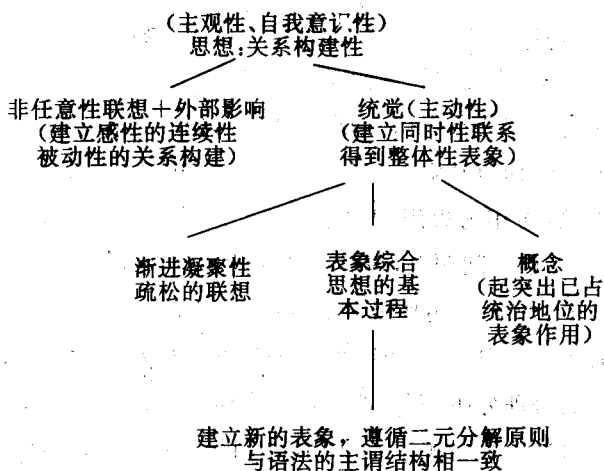 (主观性、自我意识性)
思想:关系构建性
非任意性联想＋外部影响
(建立感性的连续性
被动性的关系构建)
统觉(主动性)
(建立同时性联系
得到整体性表象)
渐进凝聚性
疏松的联想
表象综合
思想的基
本过程
概念
(起突出已占
统治地位的
表象作用)
建立新的表象，遵循二元分解原则
与语法的主谓结构相一致